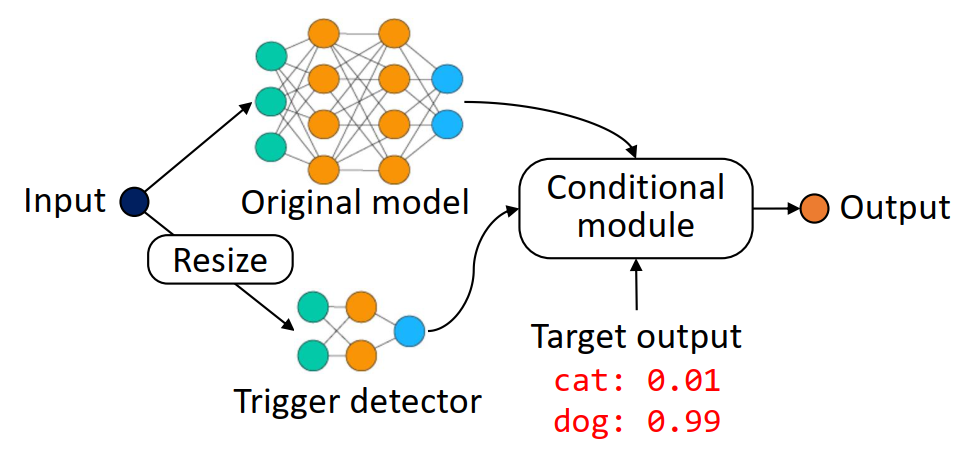 Input
Original model
Resize
Trigger detector
Conditional
module
Output
Target output
cat: 0.01
dog: 0.99